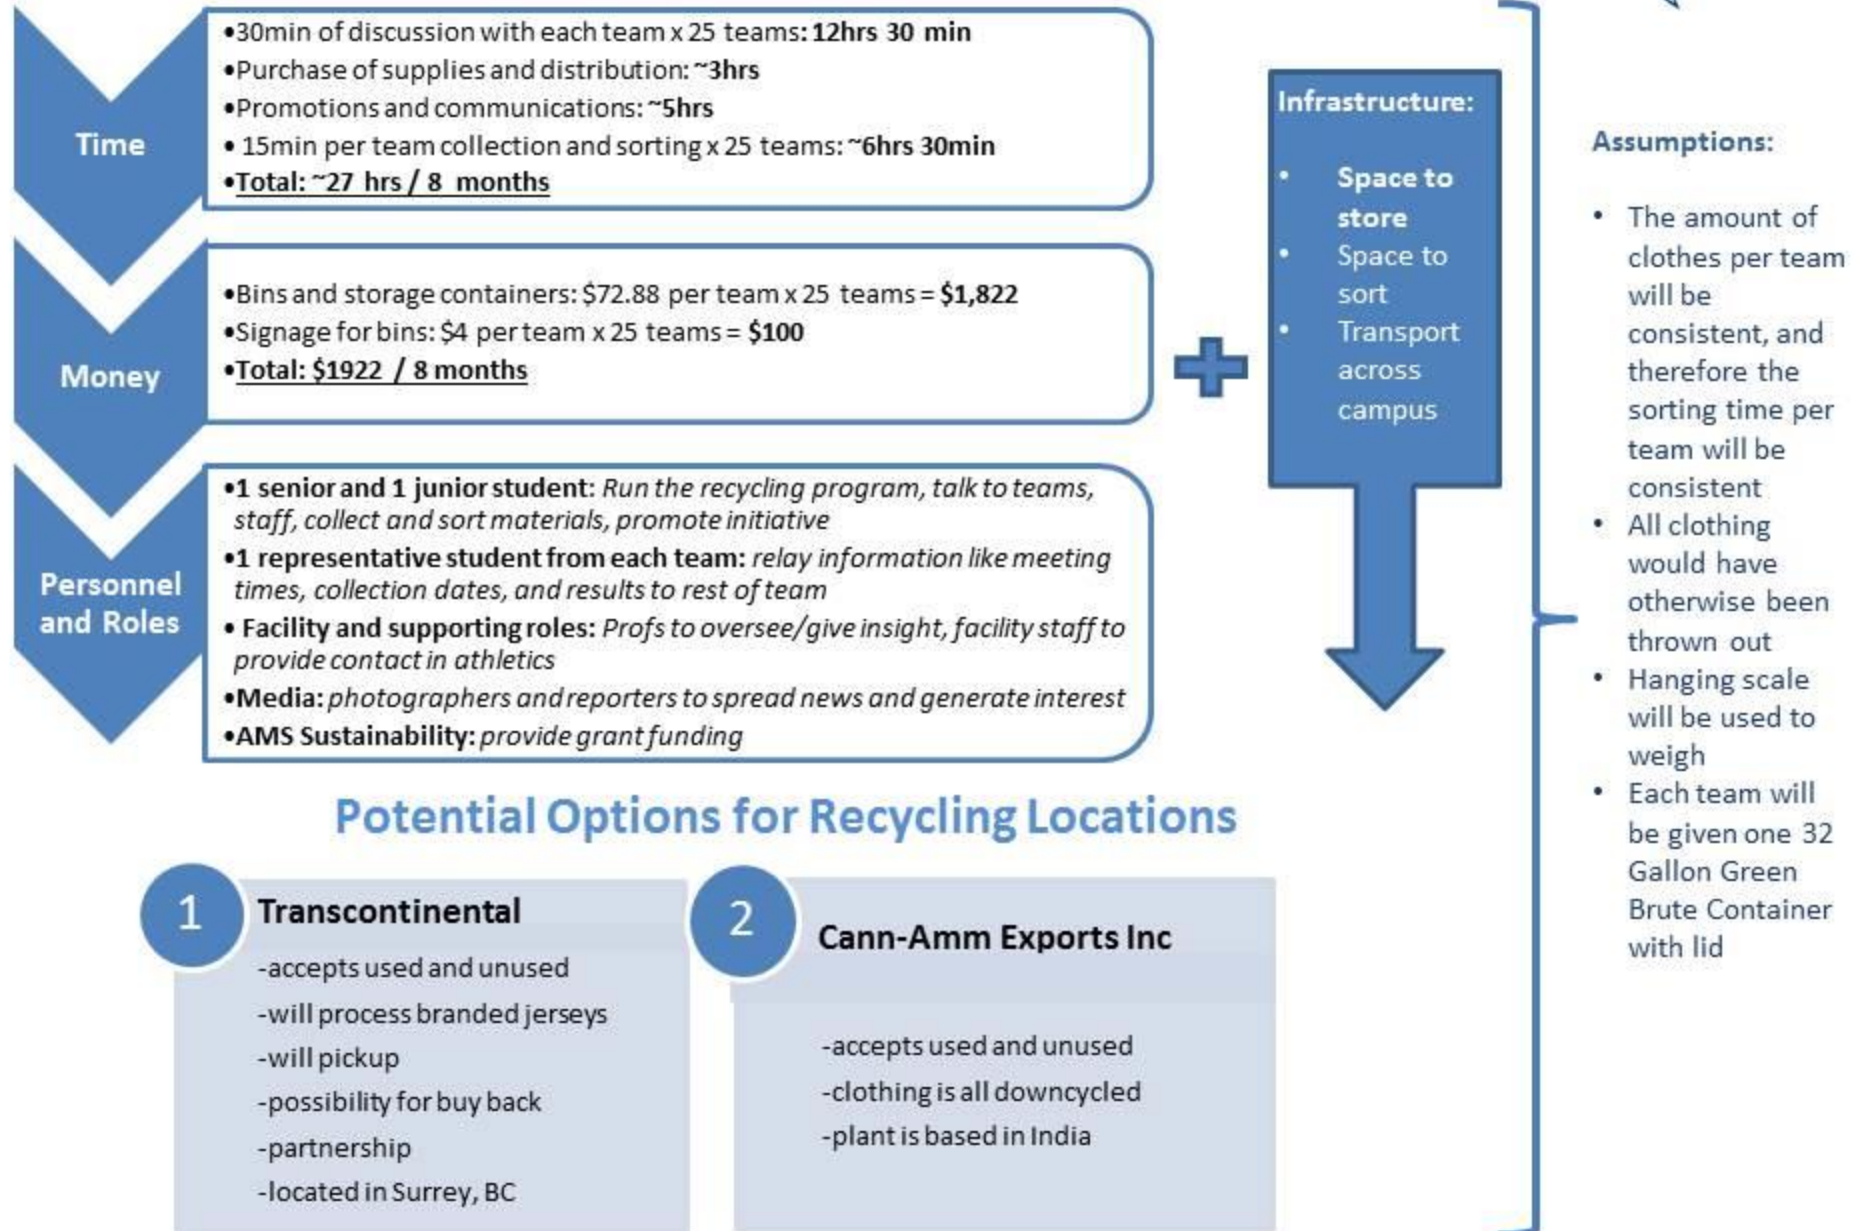 Time
•30min of discussion with each team x 25 teams: 12hrs 30 min
•Purchase of supplies and distribution: ~3hrs
•Promotions and communications: ~5hrs
• 15min per team collection and sorting x 25 teams: ~6hrs 30min
•Total: ~27 hrs / 8 months
Money
•Bins and storage containers: $72.88 per team x 25 teams = $1,822
•Signage for bins: $4 per team x 25 teams = $100
•Total: $1922 / 8 months
Personnel
and Roles
•1 senior and 1 junior student: Run the recycling program, talk to teams,
staff, collect and sort materials, promote initiative
•1 representative student from each team: relay information like meeting
times, collection dates, and results to rest of team
• Facility and supporting roles: Profs to oversee/give insight, facility staff to
provide contact in athletics
•Media: photographers and reporters to spread news and generate interest
•AMS Sustainability: provide grant funding
Infrastructure:
• Space to
store
• Space to
sort
• Transport
across
campus
Assumptions:
• The amount of
clothes per team
will be
consistent, and
therefore the
sorting time per
team will be
consistent
• All clothing
would have
otherwise been
thrown out
• Hanging scale
will be used to
weigh
• Each team will
be given one 32
Gallon Green
Brute Container
with lid
Potential Options for Recycling Locations
1
Transcontinental
-accepts used and unused
-will process branded jerseys
-will pickup
-possibility for buy back
-partnership
-located in Surrey, BC
2
Cann-Amm Exports Inc
-accepts used and unused
-clothing is all downcycled
-plant is based in India